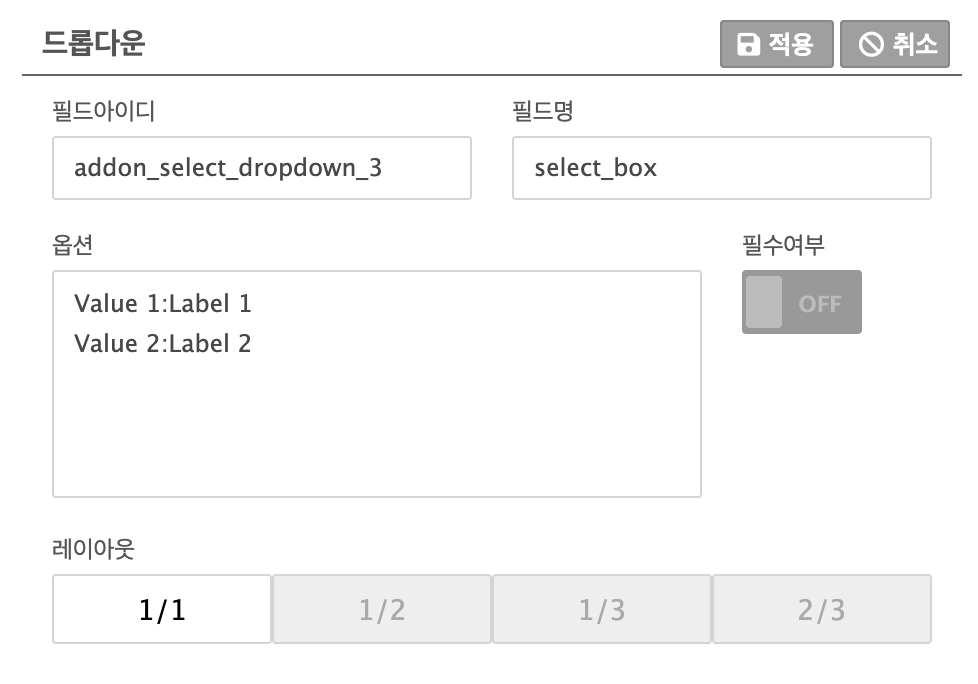 드롭다운
적용
취소
필드아이디
필드명
addon_select_dropdown_3
select_box
옵션
필수여부
Value 1:Label 1
Value 2:Label 2
OFF
레이아웃
1/1
1/2
1/3
2/3